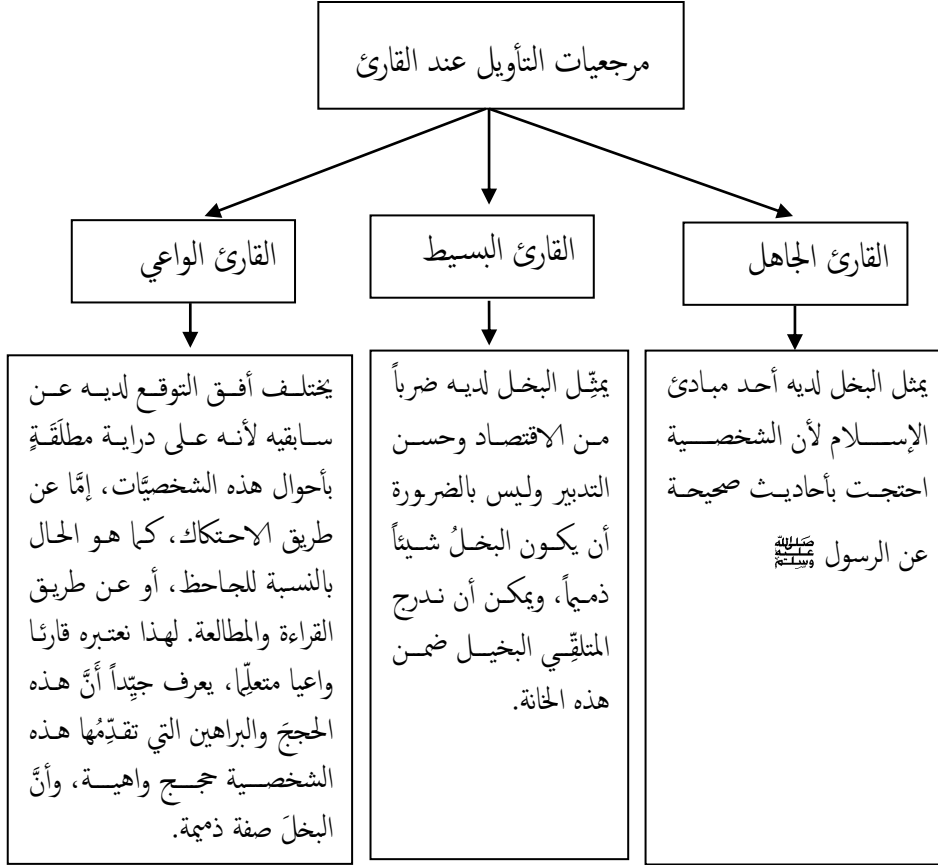 مرجعيات التأويل عند القارئ
القارئ الجاهل
القارئ البسيط
القارئ الواعي
يمثل البخل لديه أحد مبادئ
الإسلام لأن الشخصية
احتجت بأحاديث صحيحة
عن الرسول ﷺ
يمثِّل البخل لديه ضرباً
من الاقتصاد وحسن
التدبير وليس بالضرورة
أن يكون البخلُ شيئاً
ذميماً، ويمكن أن ندرج
المتلقِّي البخيل ضمن
هذه الخانة.
يختلف أفق التوقع لديه عن
سابقيه لأنه على دراية مطلَقَةٍ
بأحوال هذه الشخصيَّات، إمَّا عن
طريق الاحتكاك، كما هو الحال
بالنسبة للجاحظ، أو عن طريق
القراءة والمطالعة. لهذا نعتبره قارئا
واعيا متعلِّما، يعرف جيِّداً أَنَّ هذه
الحججَ والبراهين التي تقدِّمُها هذه
الشخصية حجج واهية، وأنَّ
البخلَ صفة ذميمة.